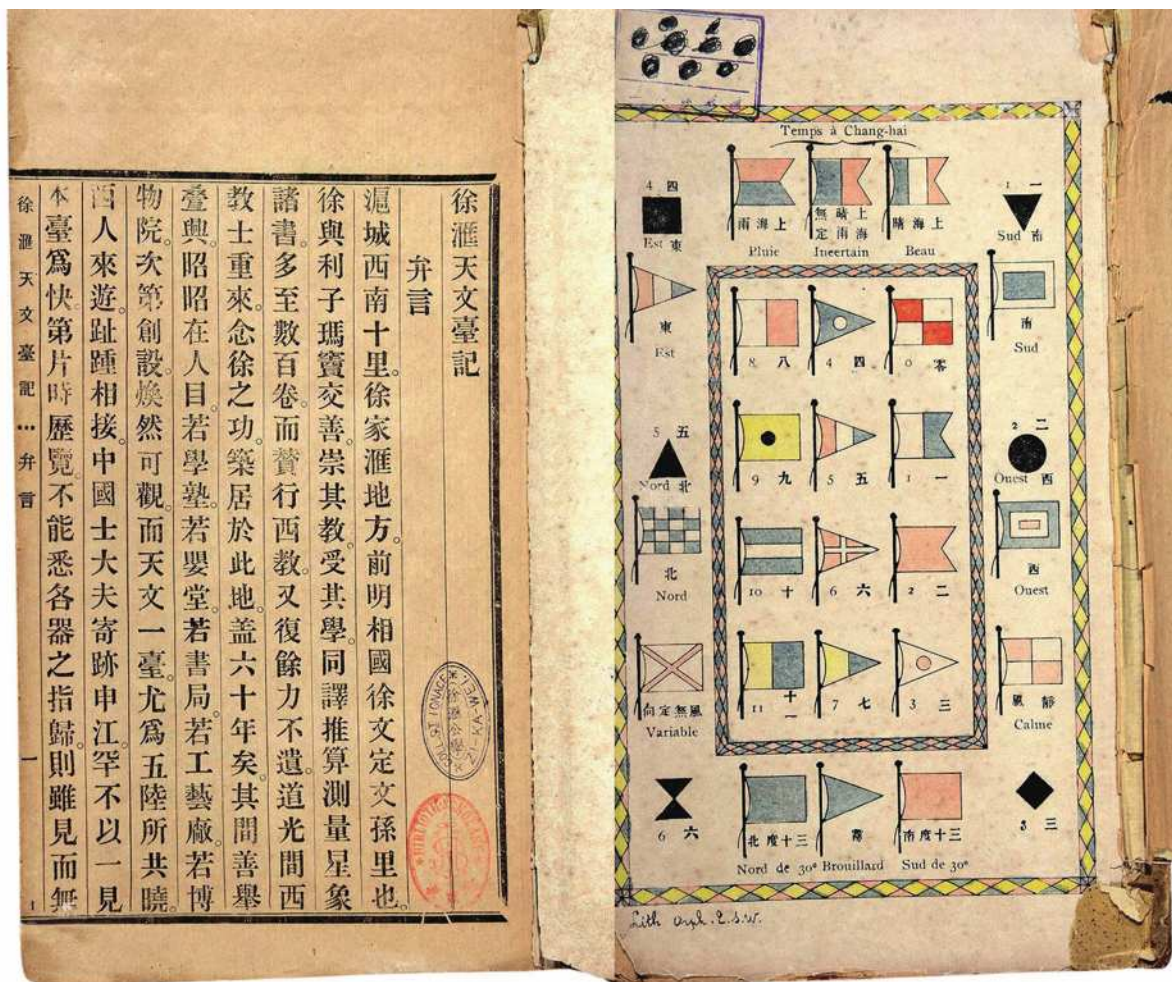 徐滙天文臺記
弁言
滬城西南十里。徐家滙地方。前明相國徐文定文孫里也。
徐與利子瑪竇交善。崇其教。受其學。同譯推算測量星象
諸書。多至數百卷。而贊行西教。又復餘力不遺。道光間西
教士重來。念徐之功。築居於此地。蓋六十年矣。其間善舉
疊興。昭昭在人目。若學塾。若嬰堂。若書局。若工藝廠。若博
物院。次第創設。煥然可觀。而天文一臺。尤爲五陸所共曉。
西人來遊。趾踵相接。中國士大夫寄跡申江。罕不以一見
本臺爲快。第片時歷覽。不能悉各器之指歸。則雖見而無
徐滙天文臺記…弁言
一
1
ZI-KA-WEI
Temps à Chang-hai
上海雨
Pluie
上海晴雨無定
Incertain
上海晴
Beau
4 四
Est 東
東
Est
5 五
Nord 北
北
Nord
風無定向
Variable
6 六
8 八
4 四
0 零
9 九
5 五
1 一
10 十
6 六
2 二
11 十一
7 七
3 三
1 一
Sud 南
南
Sud
2 二
Ouest 西
西
Ouest
靜風
Calme
3 三
三十度北
Nord de 30°
霧
Brouillard
三十度南
Sud de 30°
Lith Orph. T.S.W.